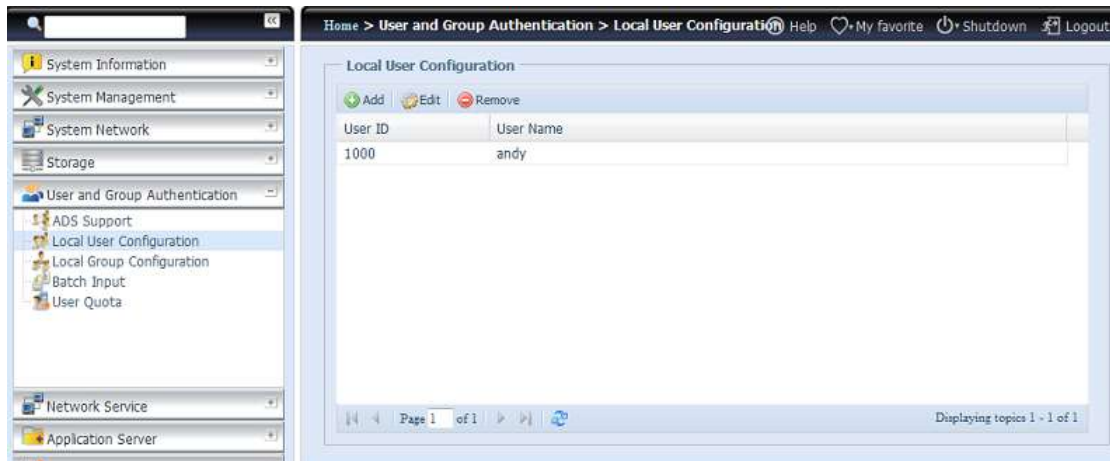 Home > User and Group Authentication > Local User Configurati
Help
My favorite
Shutdown
Logout
System Information
System Management
System Network
Storage
User and Group Authentication
ADS Support
Local User Configuration
Local Group Configuration
Batch Input
User Quota
Network Service
Application Server
Local User Configuration
Add Edit Remove
User ID User Name
1000 andy
Page 1 of 1
Displaying topics 1 - 1 of 1